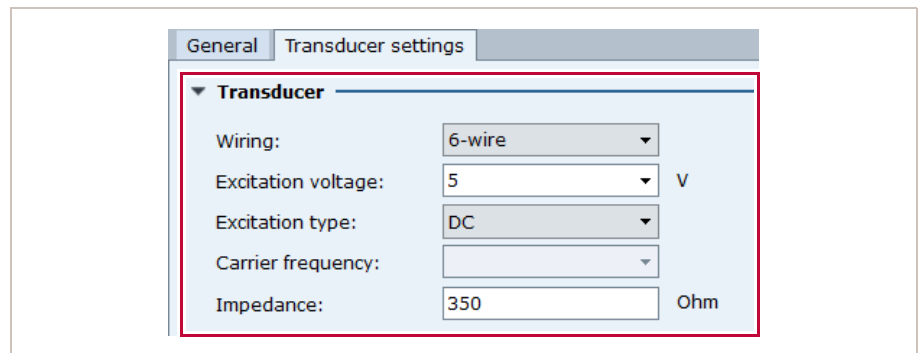 General Transducer settings
Transducer
Wiring: 6-wire
Excitation voltage: 5 V
Excitation type: DC
Carrier frequency:
Impedance: 350 Ohm